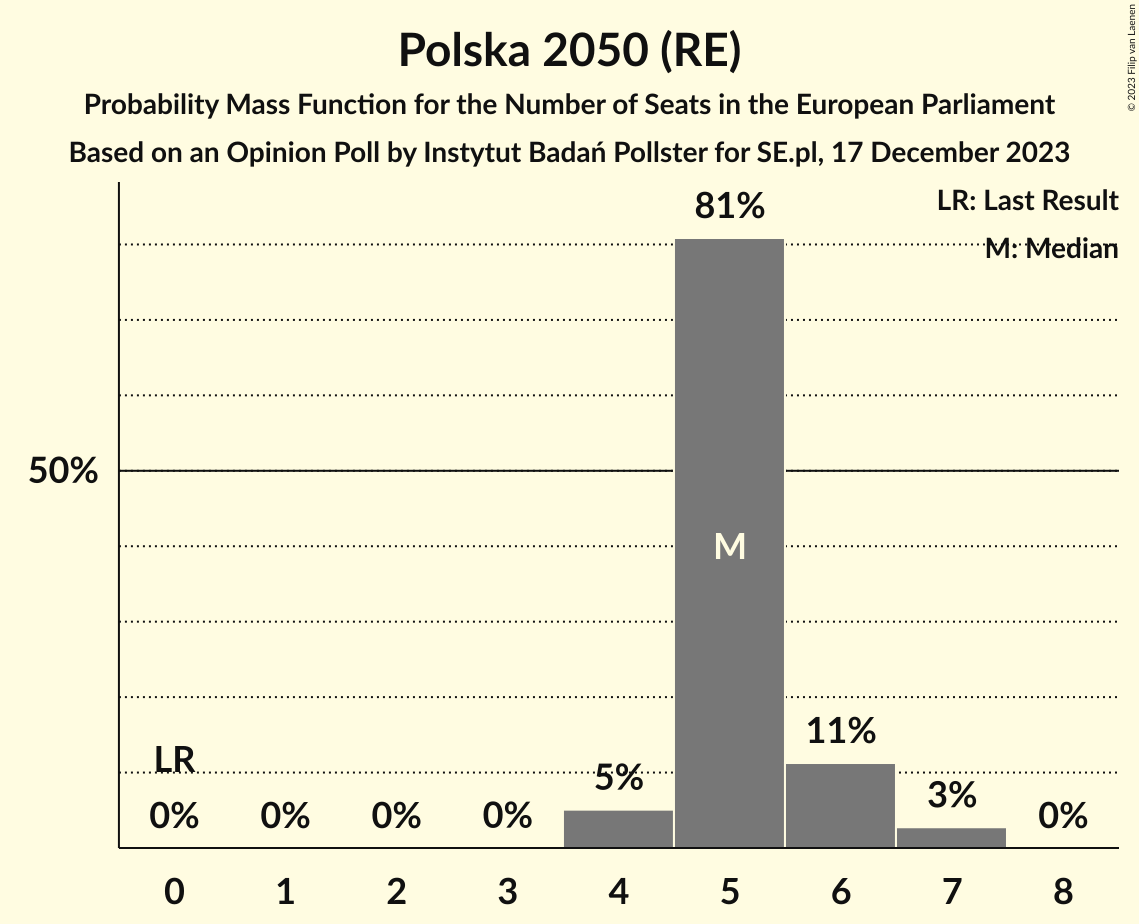 Polska 2050 (RE)
Probability Mass Function for the Number of Seats in the European Parliament
Based on an Opinion Poll by Instytut Badań Pollster for SE.pl, 17 December 2023
© 2023 Filip van Laenen
LR: Last Result
M: Median
81%
50%
M
11%
LR
5%
3%
0% 0% 0% 0% 0%
0 1 2 3 4 5 6 7 8